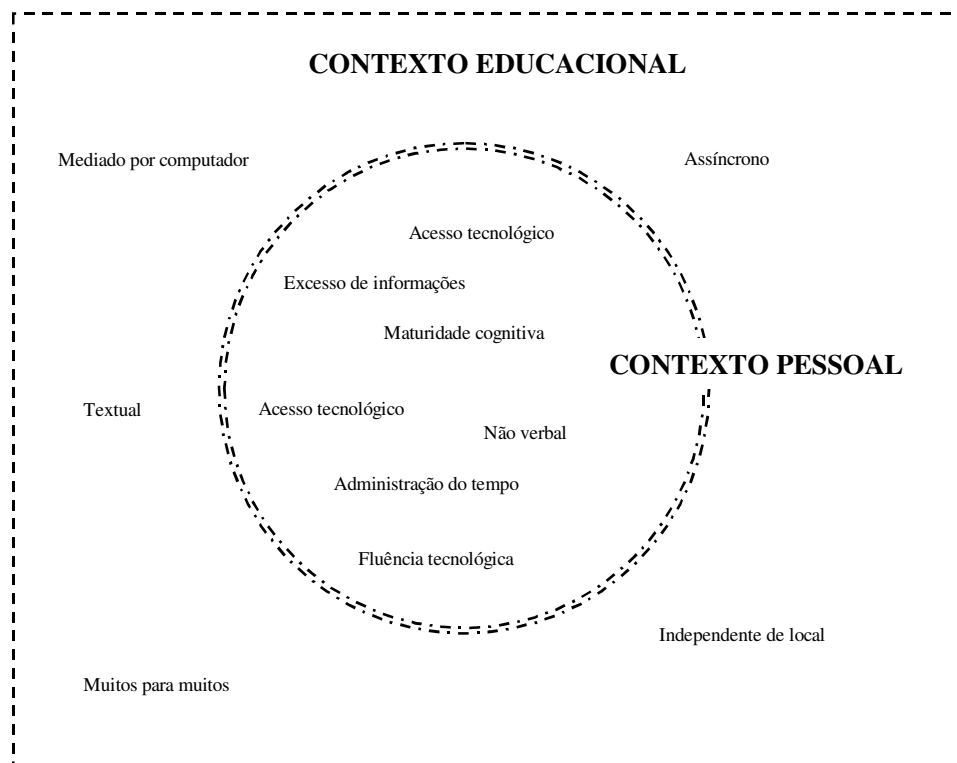 CONTEXTO EDUCACIONAL
Mediado por computador
Assíncrono
Acesso tecnológico
Excesso de informações
Maturidade cognitiva
CONTEXTO PESSOAL
Textual
Acesso tecnológico
Não verbal
Administração do tempo
Fluência tecnológica
Independente de local
Muitos para muitos